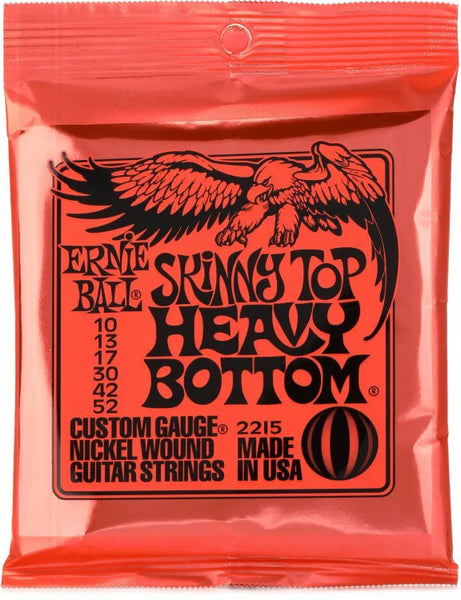 ERNiE
BALL®
SKiNNY TOP
HEAVY
BOTTOM®
10
13
17
30
42
52
CUSTOM GAUGE®
NICKEL WOUND
GUITAR STRINGS
2215
MADE
IN USA